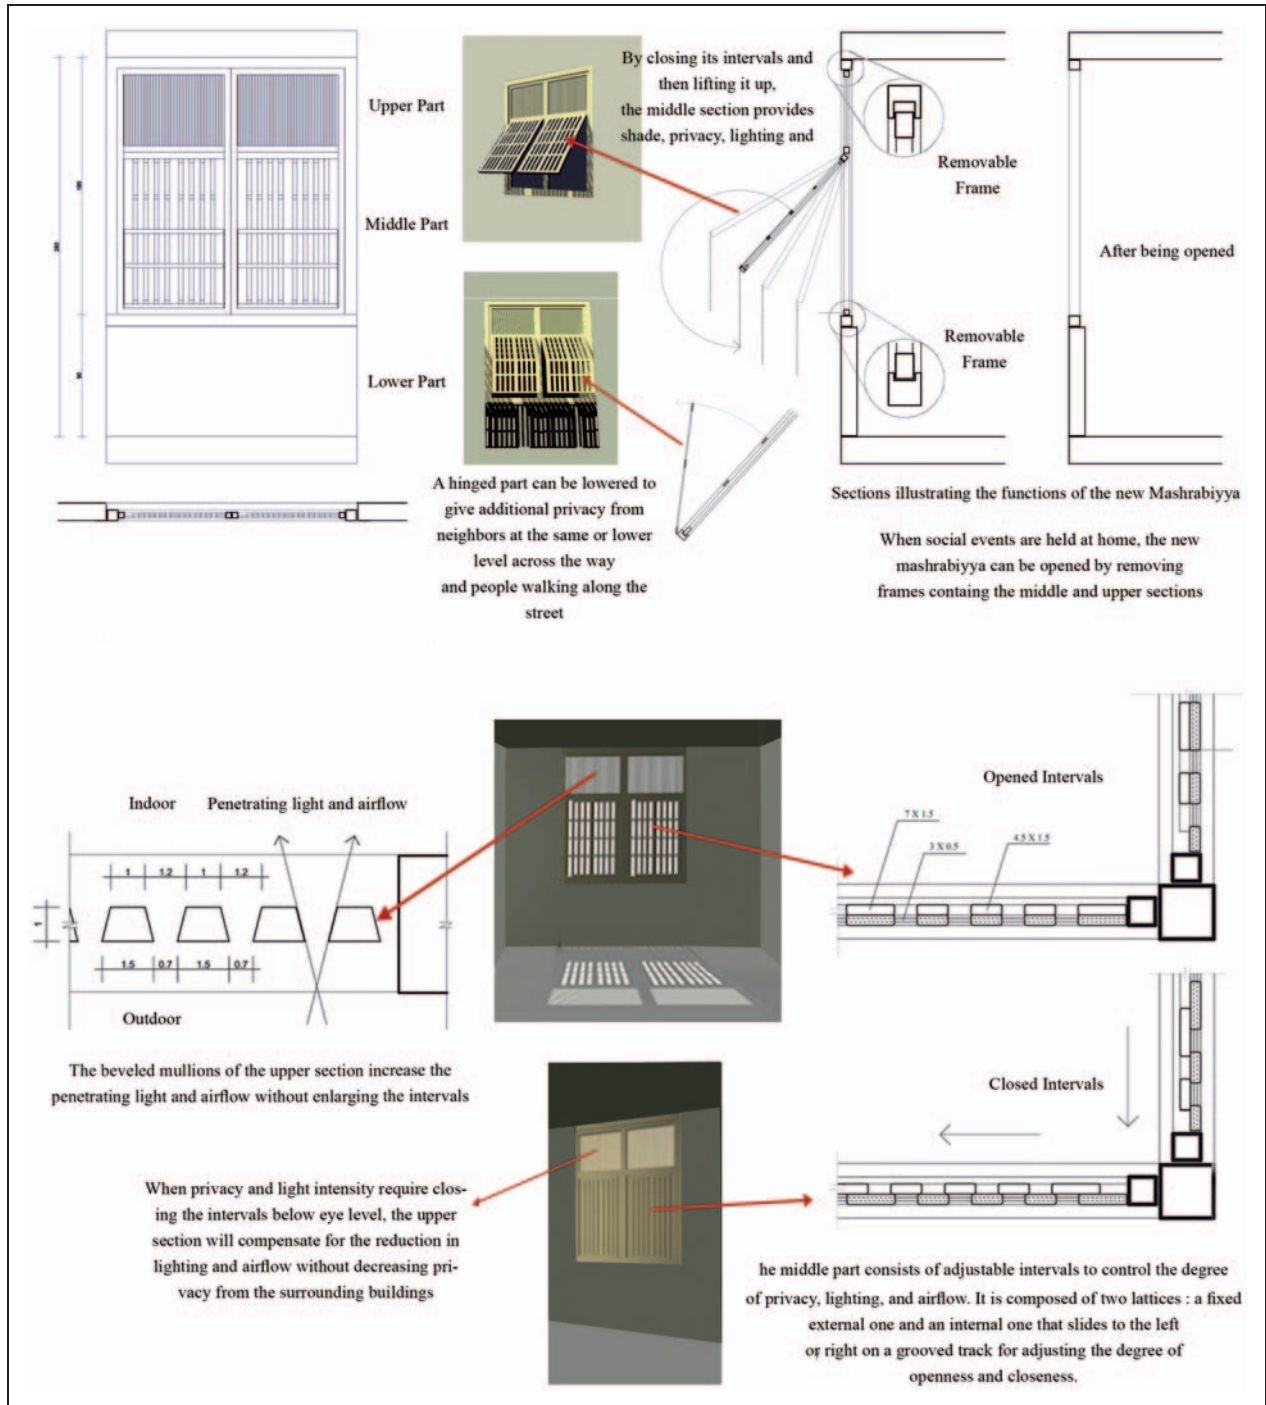 Upper Part
Middle Part
Lower Part
By closing its intervals and
then lifting it up,
the middle section provides
shade, privacy, lighting and
Removable
Frame
After being opened
Removable
Frame
A hinged part can be lowered to
give additional privacy from
neighbors at the same or lower
level across the way
and people walking along the
street
Sections illustrating the functions of the new Mashrabiyya
When social events are held at home, the new
mashrabiyya can be opened by removing
frames containg the middle and upper sections
Indoor
Penetrating light and airflow
1 1.2 1 1.2
1
1.5 0.7 1.5 0.7
Outdoor
The beveled mullions of the upper section increase the
penetrating light and airflow without enlarging the intervals
Opened Intervals
7 X 1.5
3 X 0.5
4.5 X 1.5
Closed Intervals
When privacy and light intensity require clos-
ing the intervals below eye level, the upper
section will compensate for the reduction in
lighting and airflow without decreasing pri-
vacy from the surrounding buildings
he middle part consists of adjustable intervals to control the degree
of privacy, lighting, and airflow. It is composed of two lattices : a fixed
external one and an internal one that slides to the left
or right on a grooved track for adjusting the degree of
openness and closeness.